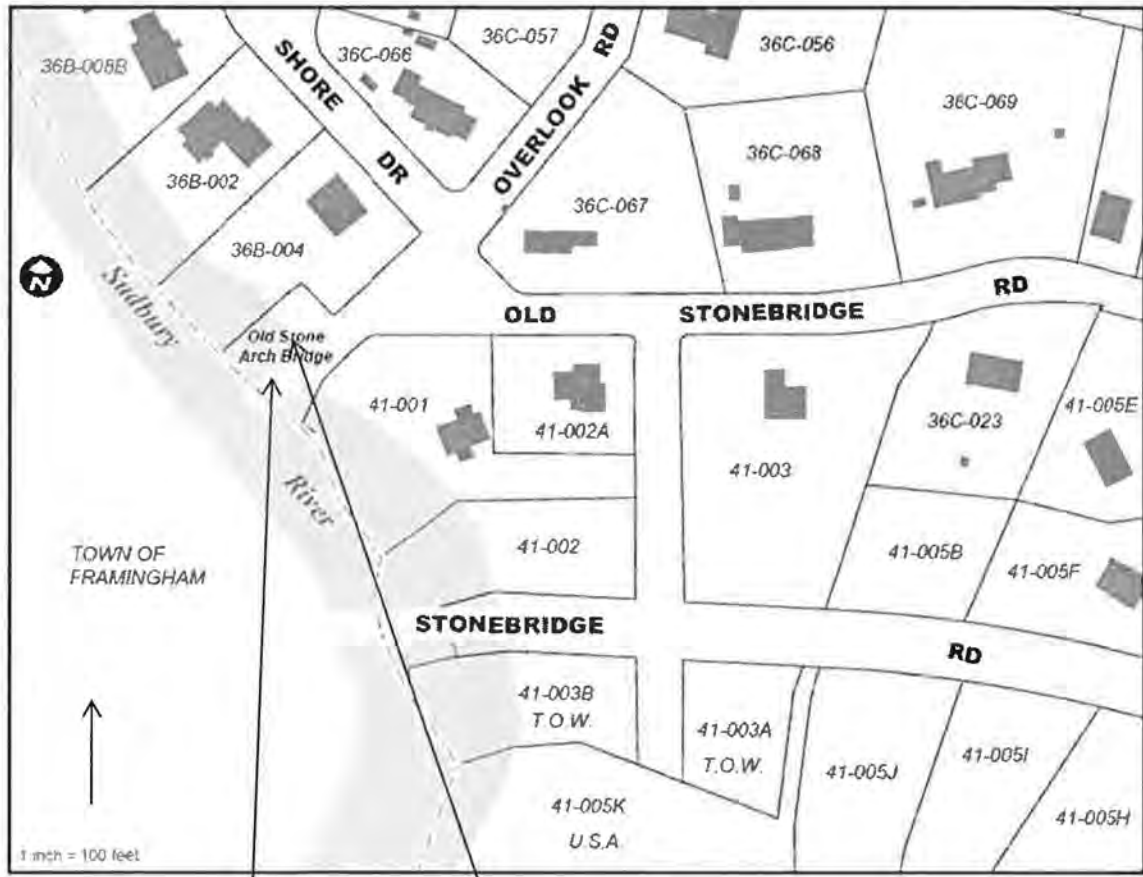 36B-008B
SHORE
DR
36C-066
36C-057
OVERLOOK
RD
36C-056
36C-069
36B-002
36C-068
36C-067
36B-004
N
Sudbury
River
OLD
STONEBRIDGE
RD
Old Stone
Arch Bridge
41-001
41-002A
41-003
36C-023
41-005E
41-002
41-005B
41-005F
TOWN OF
FRAMINGHAM
STONEBRIDGE
RD
41-003B
T.O.W.
41-003A
T.O.W.
41-005J
41-005I
41-005H
41-005K
U.S.A.
1 inch = 100 feet